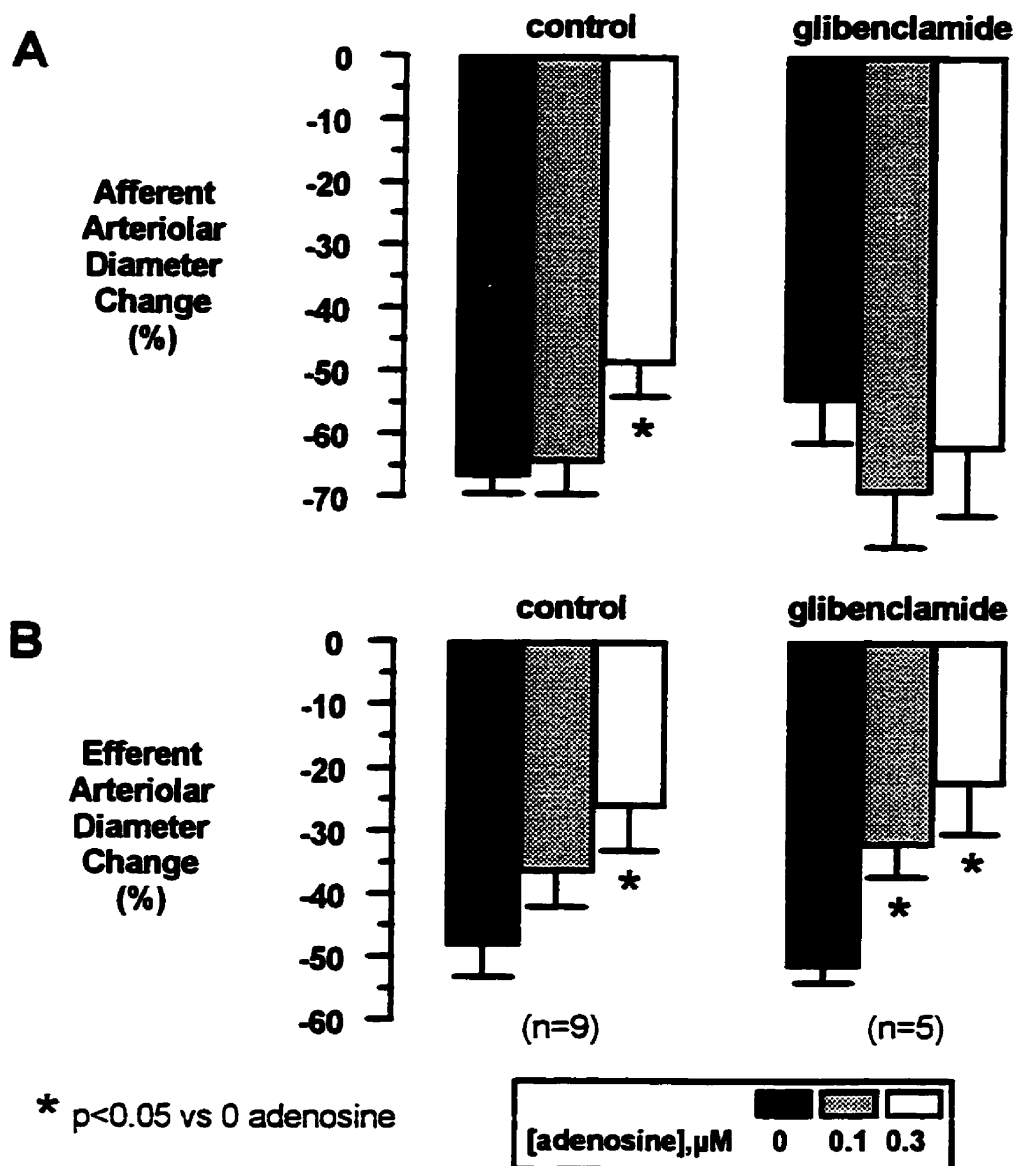 A
control
glibenclamide
0
-10
-20
-30
-40
-50
-60
-70
Afferent
Arteriolar
Diameter
Change
(%)
*
B
control
glibenclamide
0
-10
-20
-30
-40
-50
-60
Efferent
Arteriolar
Diameter
Change
(%)
*
*
*
(n=9)
(n=5)
* p<0.05 vs 0 adenosine
[adenosine],µM 0 0.1 0.3